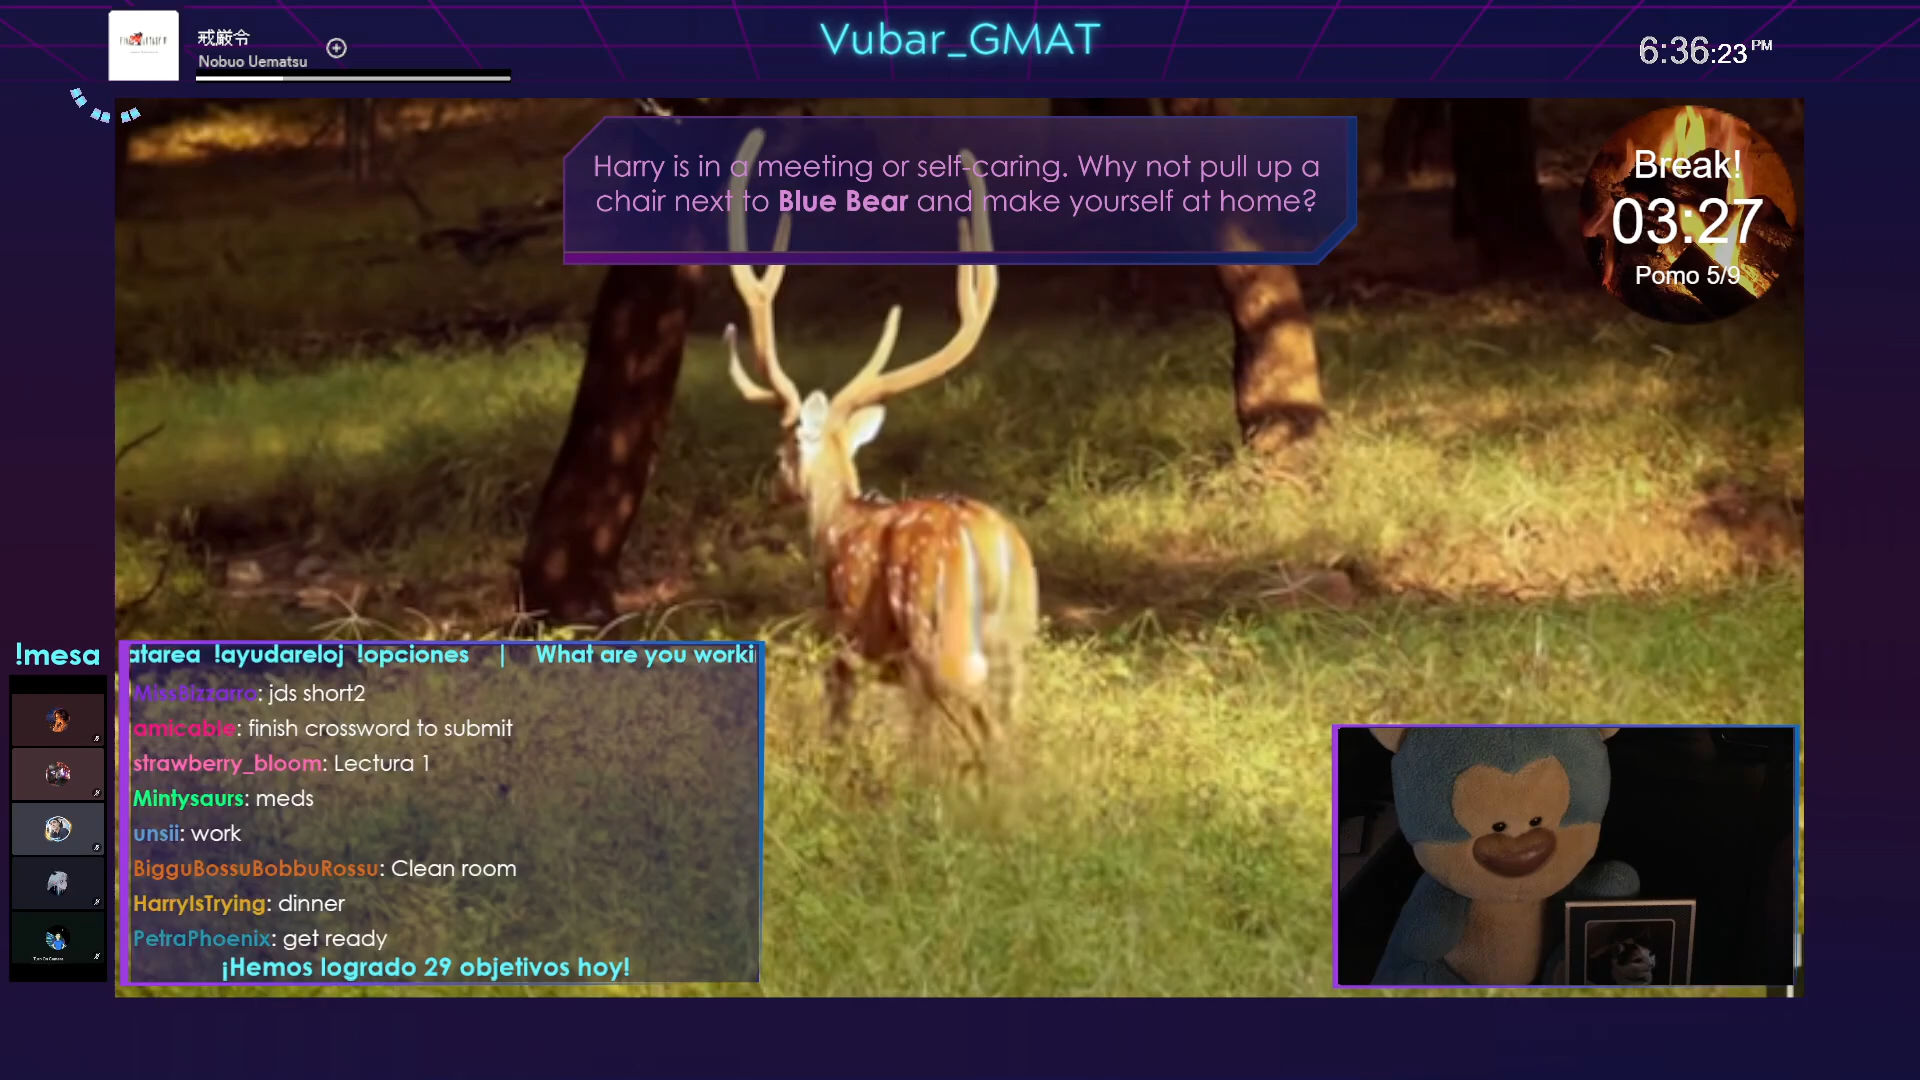 戒厳令
Nobuo Uematsu
Vubar_GMAT
6:36:23 PM
Harry is in a meeting or self-caring. Why not pull up a
chair next to Blue Bear and make yourself at home?
Break!
03:27
Pomo 5/9
!mesa
atarea !ayudareloj !opciones | What are you worki
MissBizzarro: jds short2
amicable: finish crossword to submit
strawberry_bloom: Lectura 1
Mintysaurs: meds
unsii: work
BigguBossuBobbuRossu: Clean room
HarryIsTrying: dinner
PetraPhoenix: get ready
¡Hemos logrado 29 objetivos hoy!